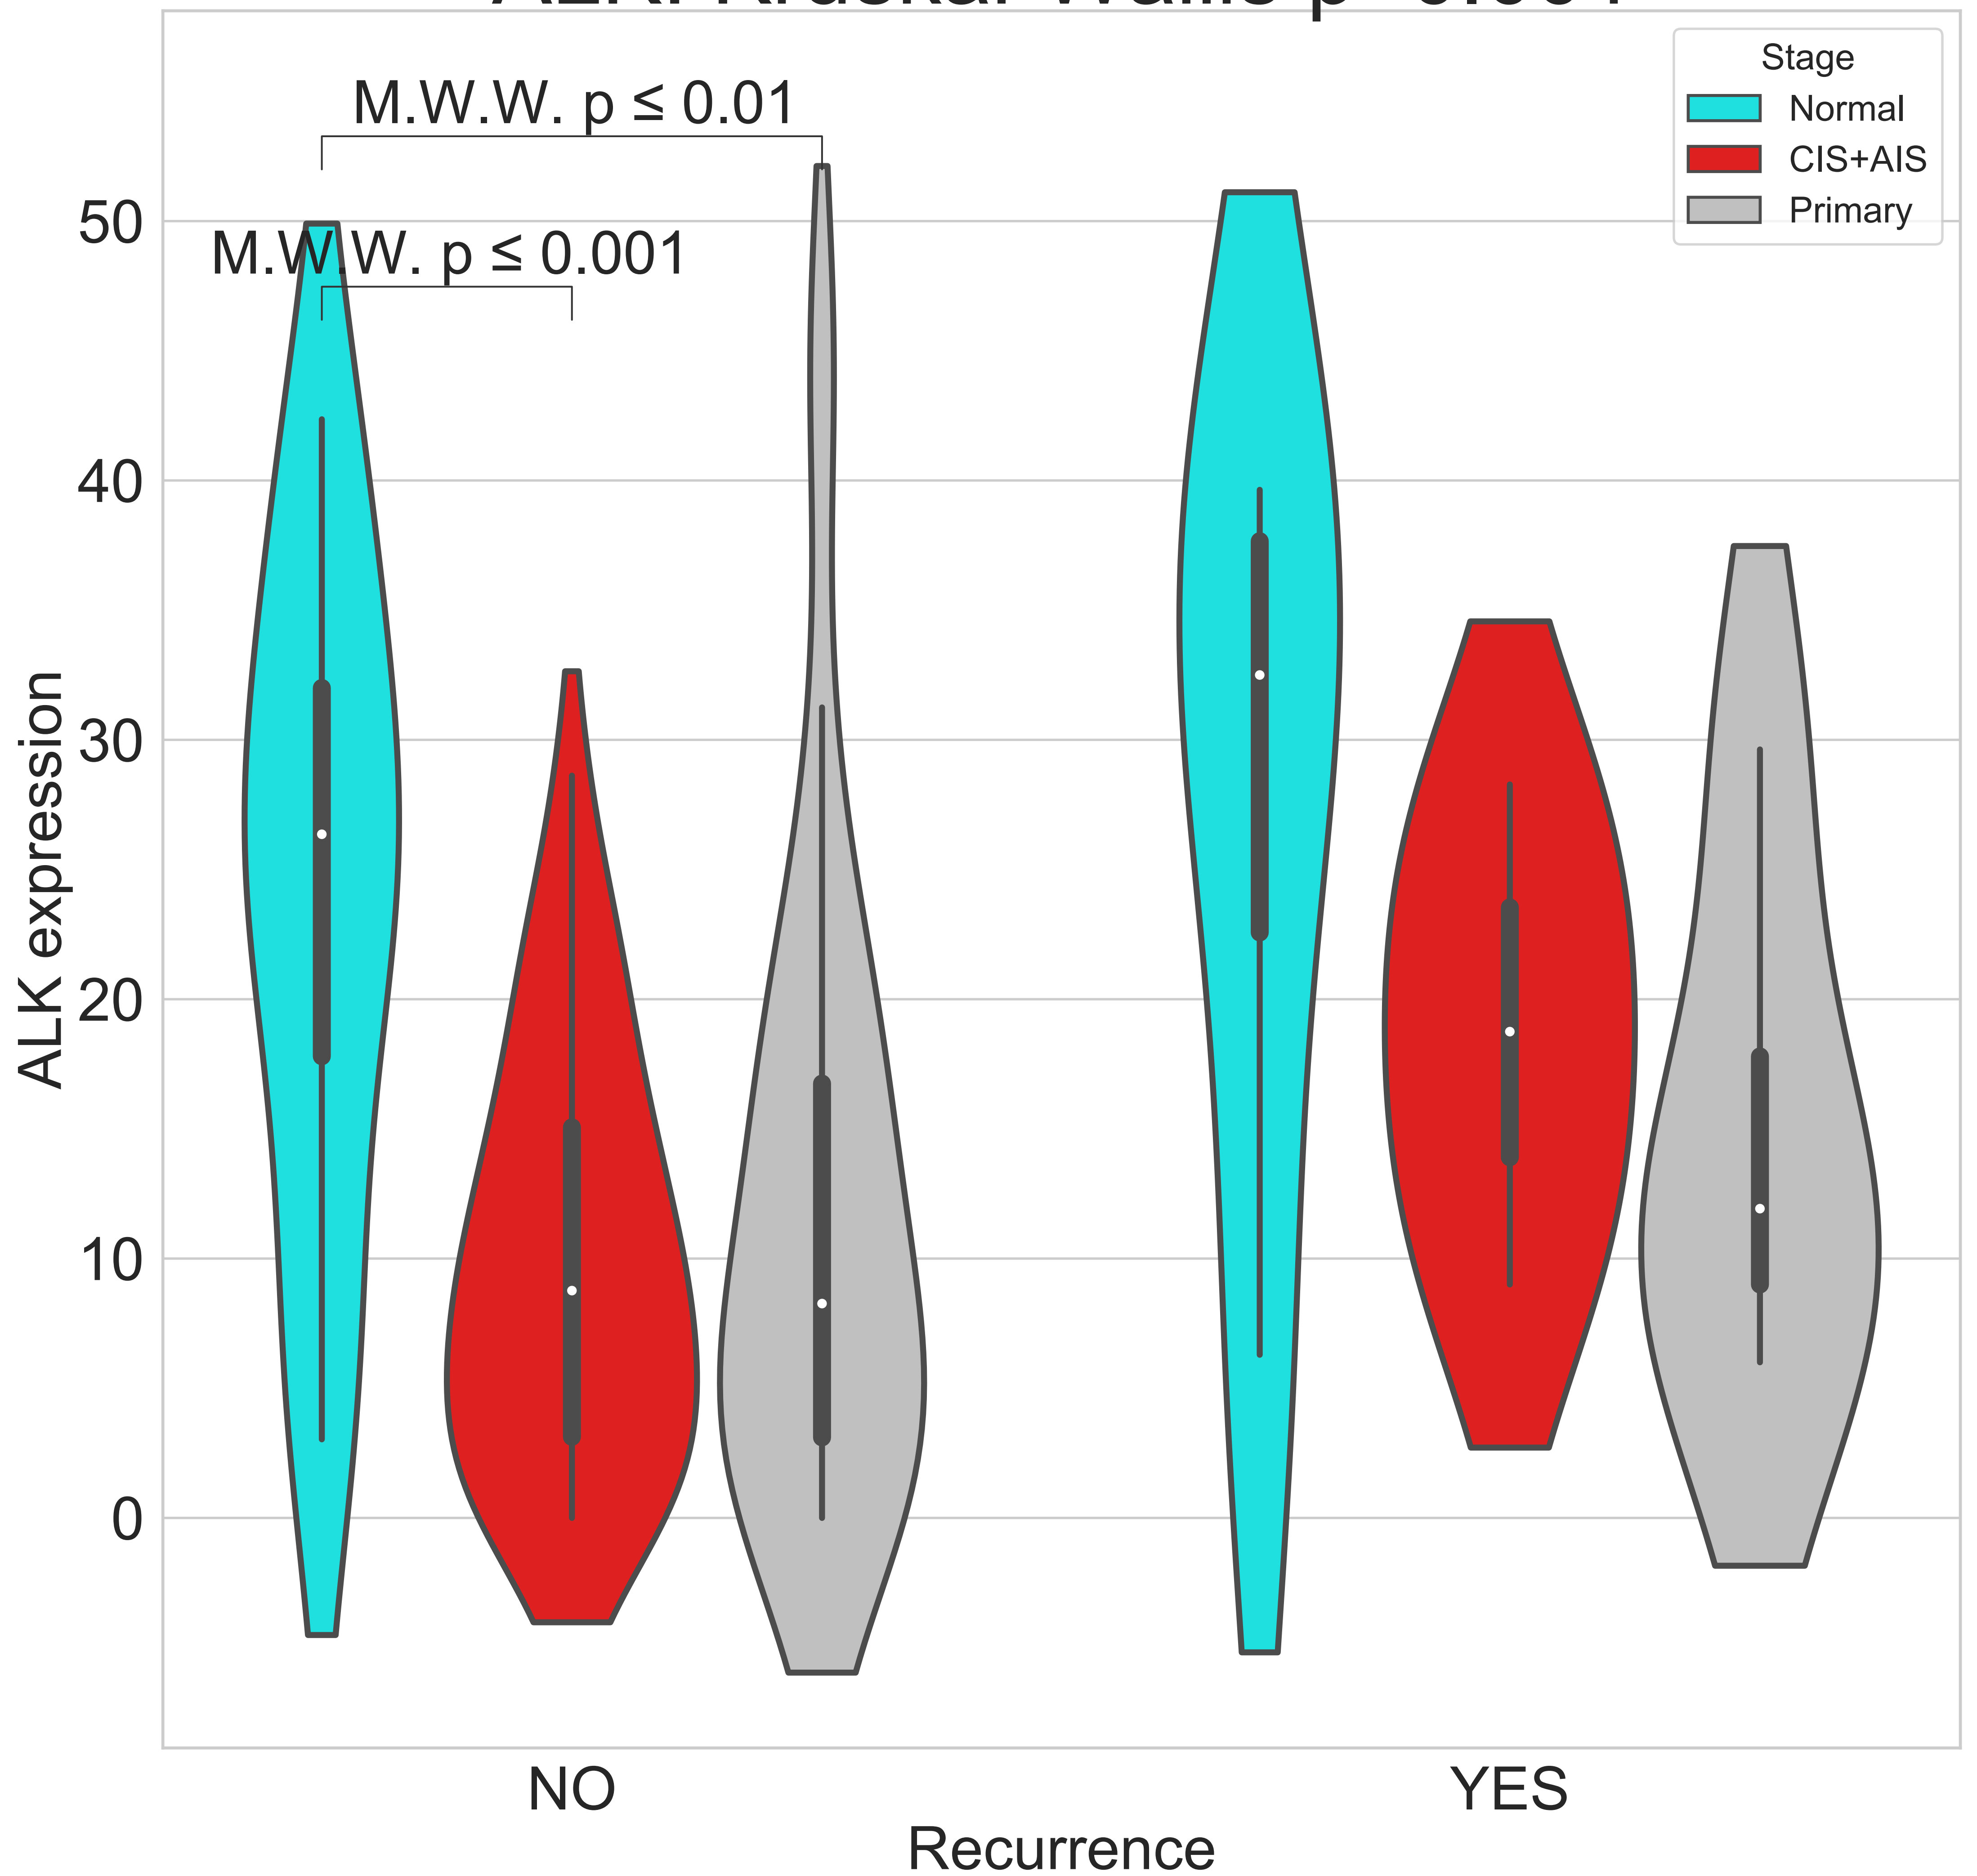 M.W.W. p ≤ 0.01
M.W.W. p ≤ 0.001
Stage
Normal
CIS+AIS
Primary
50
40
30
20
10
0
ALK expression
NO
YES
Recurrence